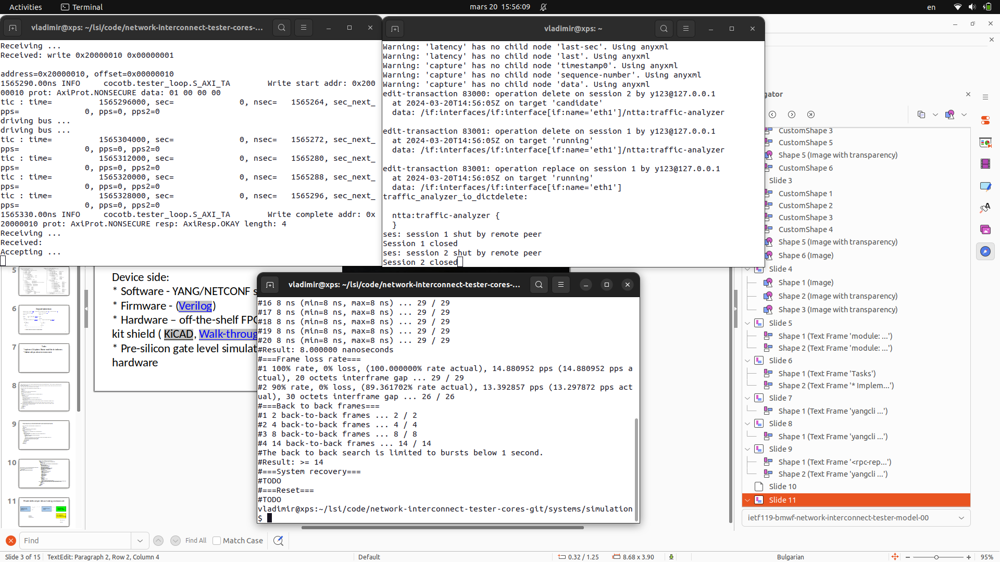 Activities
Terminal
mars 20 15:56:09
en
vladimir@xps: ~/lsi/code/network-interconnect-tester-cores-...
Receiving ...
Received: write 0x20000010 0x00000001
address=0x20000010, offset=0x00000010
1565290.00ns INFO     cocotb.tester_loop.S_AXI_TA        Write start addr: 0x200
00010 prot: AxiProt.NONSECURE data: 01 00 00 00
tic : time=          1565296000, sec=              0, nsec=   1565264, sec_next_
pps=              0, pps=0, pps2=0
driving bus ...
driving bus ...
tic : time=          1565304000, sec=              0, nsec=   1565272, sec_next_
pps=              0, pps=0, pps2=0
tic : time=          1565312000, sec=              0, nsec=   1565280, sec_next_
pps=              0, pps=0, pps2=0
tic : time=          1565320000, sec=              0, nsec=   1565288, sec_next_
pps=              0, pps=0, pps2=0
tic : time=          1565328000, sec=              0, nsec=   1565296, sec_next_
pps=              0, pps=0, pps2=0
1565330.00ns INFO     cocotb.tester_loop.S_AXI_TA        Write complete addr: 0x
20000010 prot: AxiProt.NONSECURE resp: AxiResp.OKAY length: 4
Receiving ...
Received:
Accepting ...
vladimir@xps: ~
Warning: 'latency' has no child node 'last-sec'. Using anyxml
Warning: 'latency' has no child node 'last'. Using anyxml
Warning: 'capture' has no child node 'timestamp0'. Using anyxml
Warning: 'capture' has no child node 'sequence-number'. Using anyxml
Warning: 'capture' has no child node 'data'. Using anyxml
edit-transaction 83000: operation delete on session 2 by y123@127.0.0.1
  at 2024-03-20T14:56:05Z on target 'candidate'
  data: /if:interfaces/if:interface[if:name='eth1']/ntta:traffic-analyzer
edit-transaction 83001: operation delete on session 1 by y123@127.0.0.1
  at 2024-03-20T14:56:05Z on target 'running'
  data: /if:interfaces/if:interface[if:name='eth1']/ntta:traffic-analyzer
edit-transaction 83001: operation replace on session 1 by y123@127.0.0.1
  at 2024-03-20T14:56:05Z on target 'running'
  data: /if:interfaces/if:interface[if:name='eth1']
traffic_analyzer_io_dictdelete:
  ntta:traffic-analyzer {
  }
ses: session 1 shut by remote peer
Session 1 closed
ses: session 2 shut by remote peer
Session 2 closed
gator
CustomShape 3
CustomShape 5
Shape 5 (Image with transparency)
CustomShape 6
Slide 3
CustomShape 1
CustomShape 2
CustomShape 3
CustomShape 4
Shape 5 (Image with transparency)
Shape 6 (Image)
Slide 4
Shape 1 (Image)
Shape 2 (Image with transparency)
Shape 3 (Image with transparency)
Slide 5
Shape 1 (Text Frame 'module: ...')
Shape 2 (Text Frame 'module: ...')
Slide 6
Shape 1 (Text Frame 'Tasks')
Shape 2 (Text Frame '* Implem...')
Slide 7
Shape 1 (Text Frame 'yangcli ...')
Slide 8
Shape 1 (Text Frame 'yangcli ...')
Slide 9
Shape 1 (Text Frame '<rpc-rep...')
Shape 2 (Text Frame 'yangcli ...')
Slide 10
Slide 11
ietf119-bmwf-network-interconnect-tester-model-00
5
6
7
Tasks
8
9
10
11
Device side:
* Software - YANG/NETCONF s
* Firmware - (Verilog)
* Hardware – off-the-shelf FPG
kit shield ( KiCAD, Walk-throug
* Pre-silicon gate level simulat
hardware
vladimir@xps: ~/lsi/code/network-interconnect-tester-cores-...
#16 8 ns (min=8 ns, max=8 ns) ... 29 / 29
#17 8 ns (min=8 ns, max=8 ns) ... 29 / 29
#18 8 ns (min=8 ns, max=8 ns) ... 29 / 29
#19 8 ns (min=8 ns, max=8 ns) ... 29 / 29
#20 8 ns (min=8 ns, max=8 ns) ... 29 / 29
#Result: 8.000000 nanoseconds
#===Frame loss rate===
#1 100% rate, 0% loss, (100.000000% rate actual), 14.880952 pps (14.880952 pps a
ctual), 20 octets interframe gap ... 29 / 29
#2 90% rate, 0% loss, (89.361702% rate actual), 13.392857 pps (13.297872 pps act
ual), 30 octets interframe gap ... 26 / 26
#===Back to back frames===
#1 2 back-to-back frames ... 2 / 2
#2 4 back-to-back frames ... 4 / 4
#3 8 back-to-back frames ... 8 / 8
#4 14 back-to-back frames ... 14 / 14
#The back to back search is limited to bursts below 1 second.
#Result: >= 14
#===System recovery===
#TODO
#===Reset===
#TODO
vladimir@xps:~/lsi/code/network-interconnect-tester-cores-git/systems/simulation
$
Find
Find All
Match Case
Slide 3 of 15
TextEdit: Paragraph 2, Row 2, Column 4
Default
0.32 / 1.25
8.68 x 3.90
Bulgarian
95%